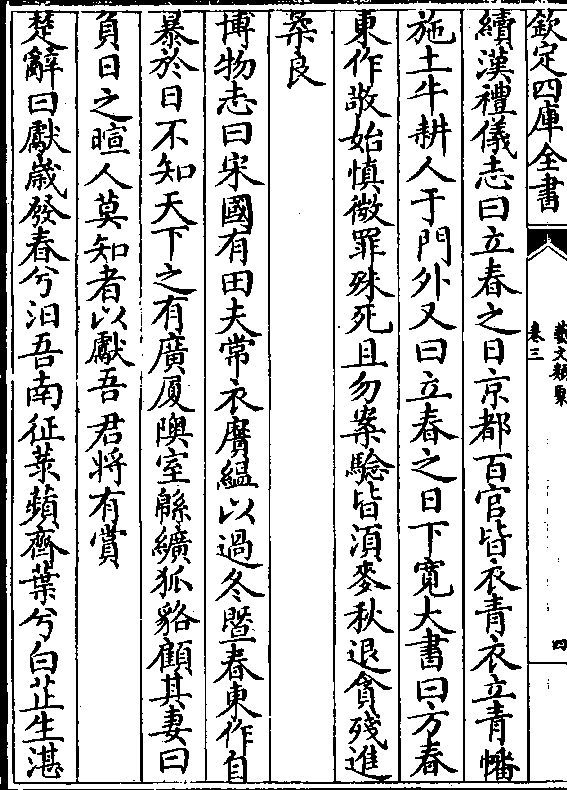 欽定四庫全書
藝文類聚
卷三
四
續漢禮儀志曰立春之日京都百官皆衣青衣立青幡
施土牛耕人于門外又曰立春之日下寬大書曰方春
東作敬始慎微罪殊死且勿案驗皆須麥秋退貪殘進
柔良
博物志曰宋國有田夫常衣黂緼以過冬暨春東作自
暴於日不知天下之有廣厦隩室緜纊狐貉顧其妻曰
負日之暄人莫知者以獻吾君將有賞
楚辭曰獻歲發春兮汩吾南征菉蘋齊葉兮白芷生湛